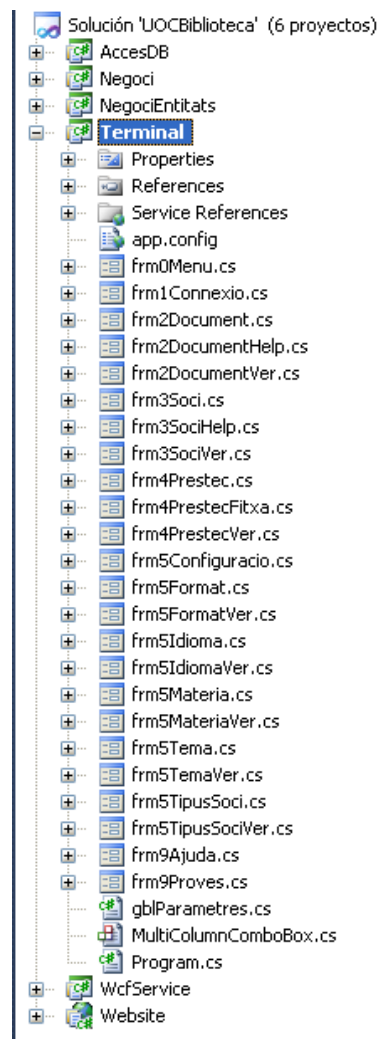 Solución 'UOCBiblioteca' (6 proyectos)
AccesDB
Negoci
NegociEntitats
Terminal
Properties
References
Service References
app.config
frm0Menu.cs
frm1Connexio.cs
frm2Document.cs
frm2DocumentHelp.cs
frm2DocumentVer.cs
frm3Soci.cs
frm3SociHelp.cs
frm3SociVer.cs
frm4Prestec.cs
frm4PrestecFitxa.cs
frm4PrestecVer.cs
frm5Configuracio.cs
frm5Format.cs
frm5FormatVer.cs
frm5Idioma.cs
frm5IdiomaVer.cs
frm5Materia.cs
frm5MateriaVer.cs
frm5Tema.cs
frm5TemaVer.cs
frm5TipusSoci.cs
frm5TipusSociVer.cs
frm9Ajuda.cs
frm9Proves.cs
gblParametres.cs
MultiColumnComboBox.cs
Program.cs
WcfService
Website